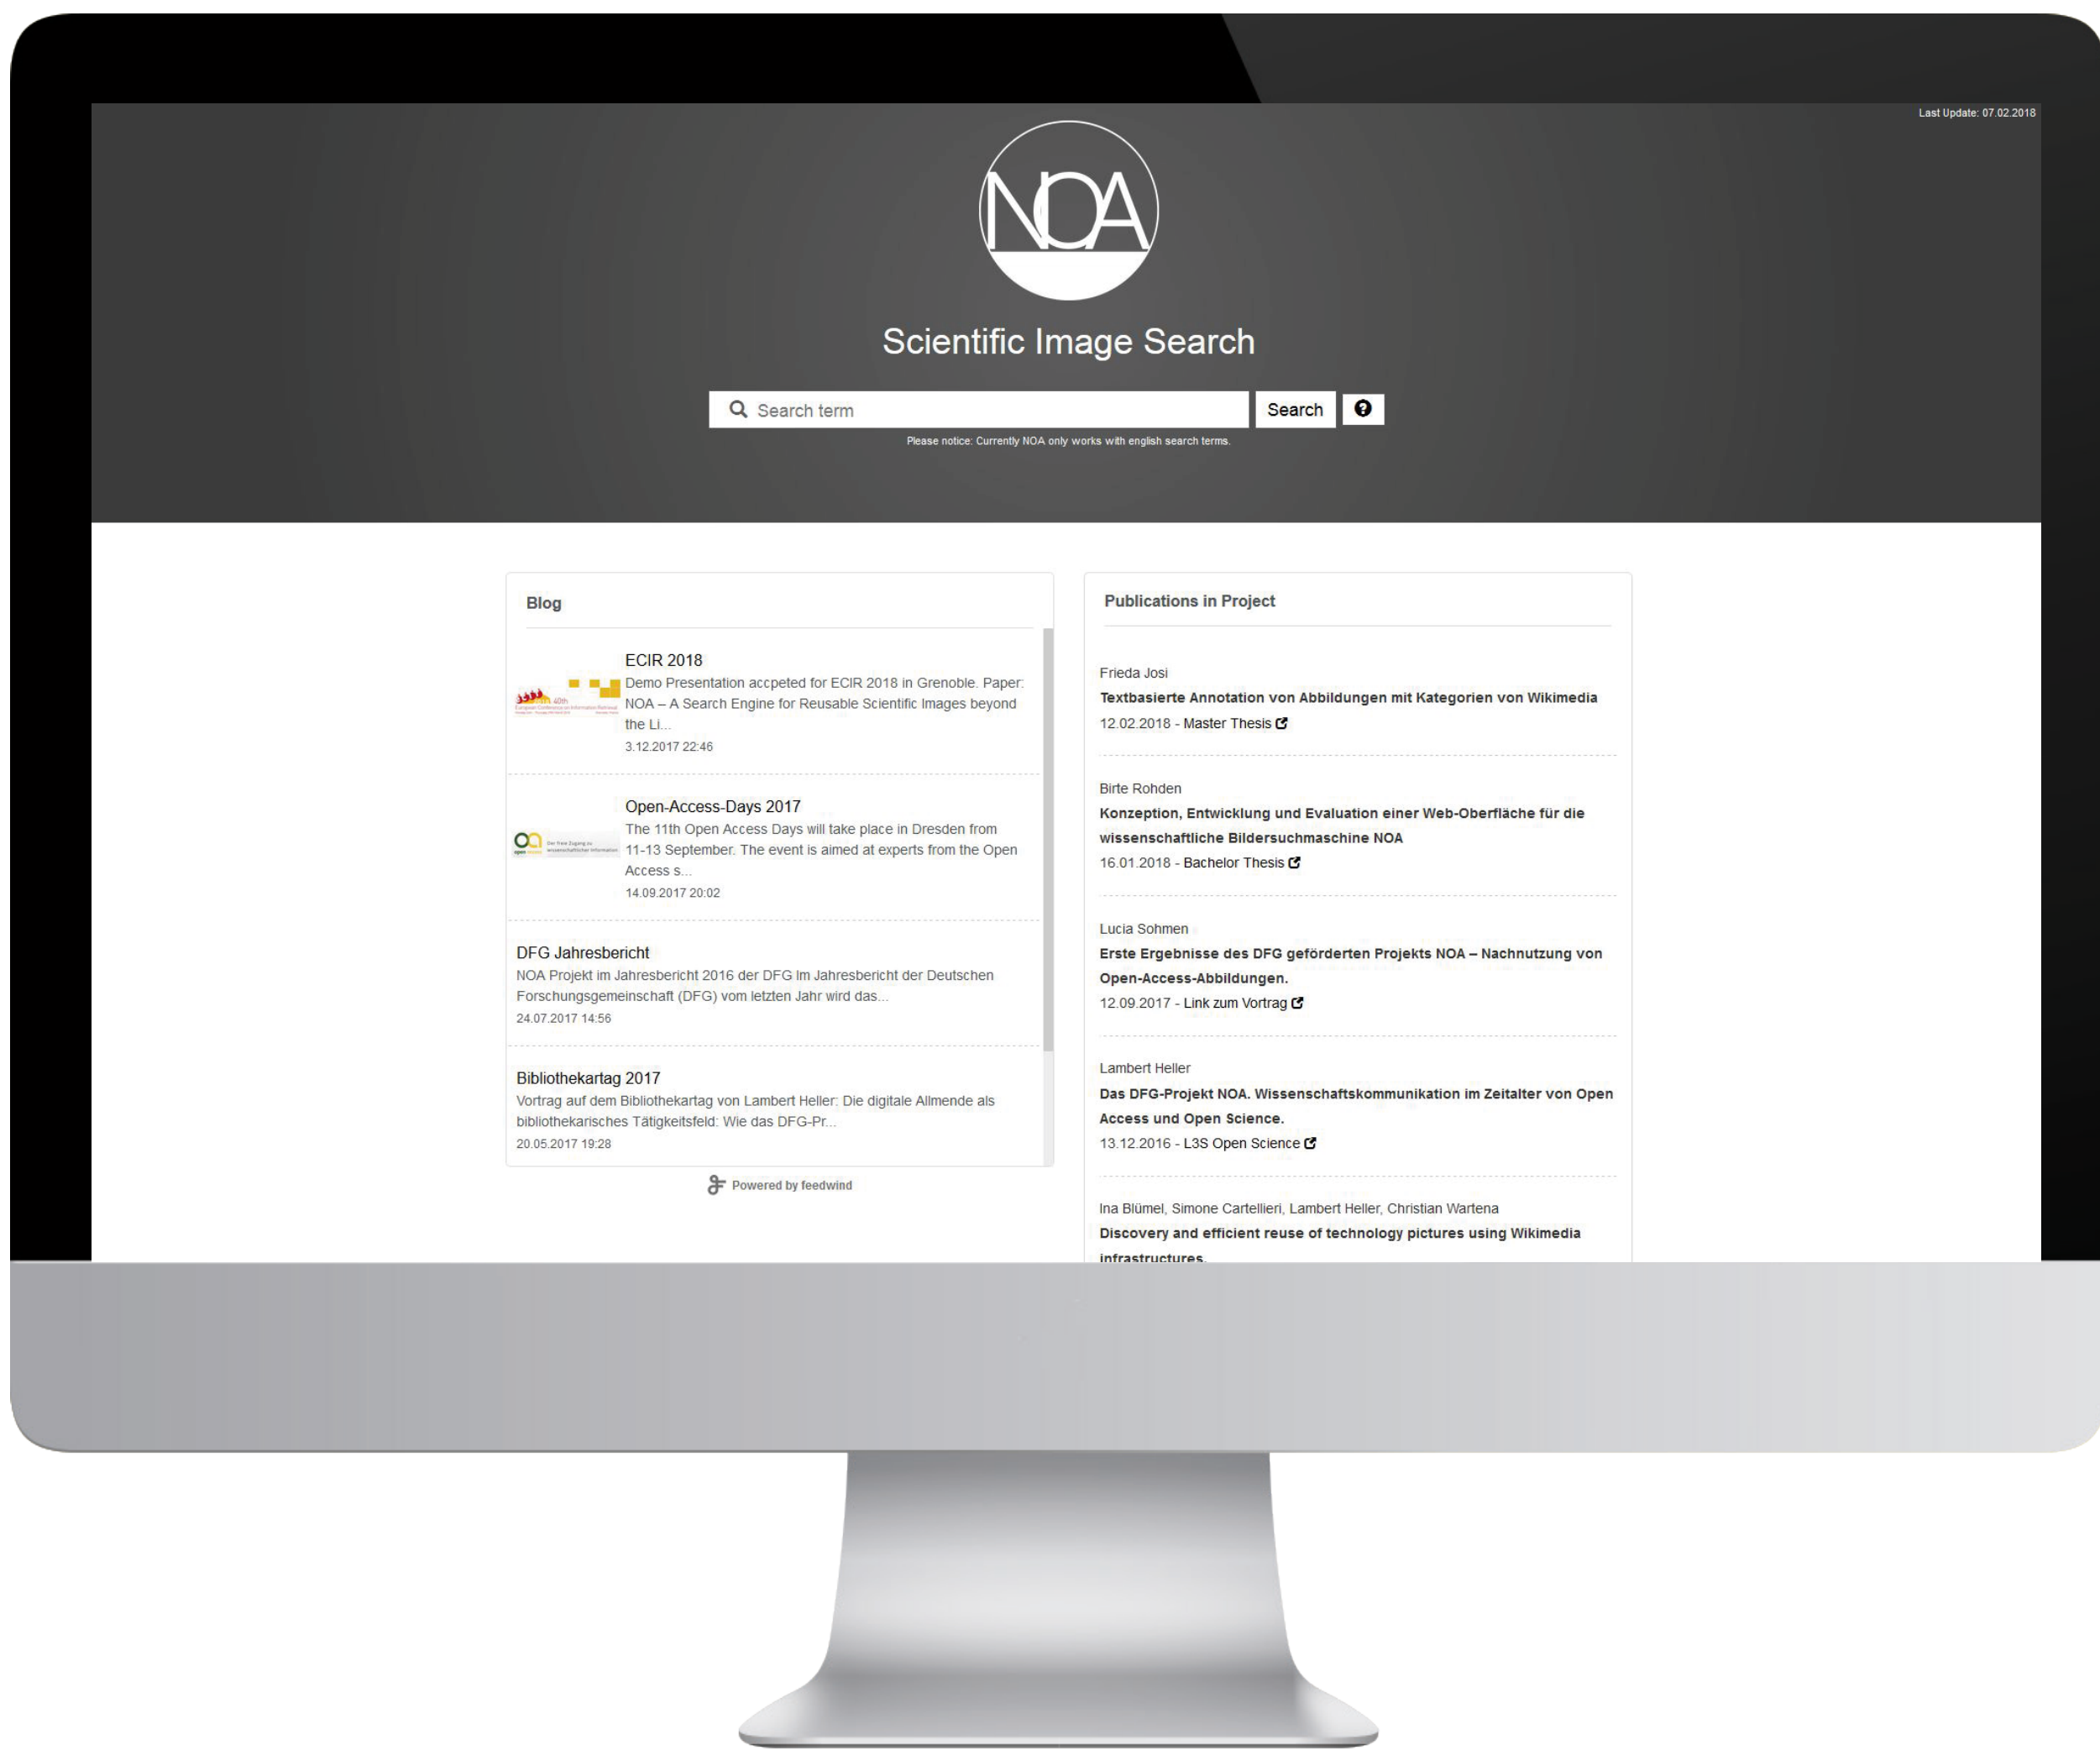 Last Update: 07.02.2018
NOA
Scientific Image Search
Search term
Search
Please notice: Currently NOA only works with english search terms.
Blog
ECIR 2018
Demo Presentation accpeted for ECIR 2018 in Grenoble. Paper:
NOA – A Search Engine for Reusable Scientific Images beyond
the Li...
3.12.2017 22:46
Open-Access-Days 2017
The 11th Open Access Days will take place in Dresden from
11-13 September. The event is aimed at experts from the Open
Access s...
14.09.2017 20:02
DFG Jahresbericht
NOA Projekt im Jahresbericht 2016 der DFG Im Jahresbericht der Deutschen
Forschungsgemeinschaft (DFG) vom letzten Jahr wird das...
24.07.2017 14:56
Bibliothekartag 2017
Vortrag auf dem Bibliothekartag von Lambert Heller: Die digitale Allmende als
bibliothekarisches Tätigkeitsfeld: Wie das DFG-Pr...
20.05.2017 19:28
Powered by feedwind
Publications in Project
Frieda Josi
Textbasierte Annotation von Abbildungen mit Kategorien von Wikimedia
12.02.2018 - Master Thesis
Birte Rohden
Konzeption, Entwicklung und Evaluation einer Web-Oberfläche für die
wissenschaftliche Bildersuchmaschine NOA
16.01.2018 - Bachelor Thesis
Lucia Sohmen
Erste Ergebnisse des DFG geförderten Projekts NOA – Nachnutzung von
Open-Access-Abbildungen.
12.09.2017 - Link zum Vortrag
Lambert Heller
Das DFG-Projekt NOA. Wissenschaftskommunikation im Zeitalter von Open
Access und Open Science.
13.12.2016 - L3S Open Science
Ina Blümel, Simone Cartellieri, Lambert Heller, Christian Wartena
Discovery and efficient reuse of technology pictures using Wikimedia
infrastructures.